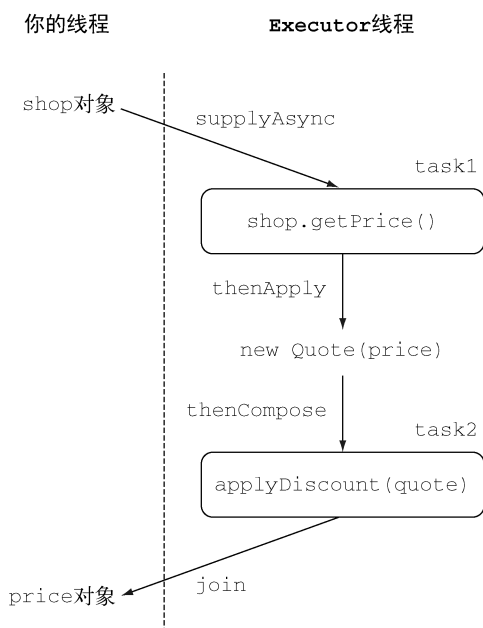 你的线程
Executor线程
shop对象
supplyAsync
task1
shop.getPrice()
thenApply
new Quote(price)
thenCompose
task2
applyDiscount(quote)
join
price对象